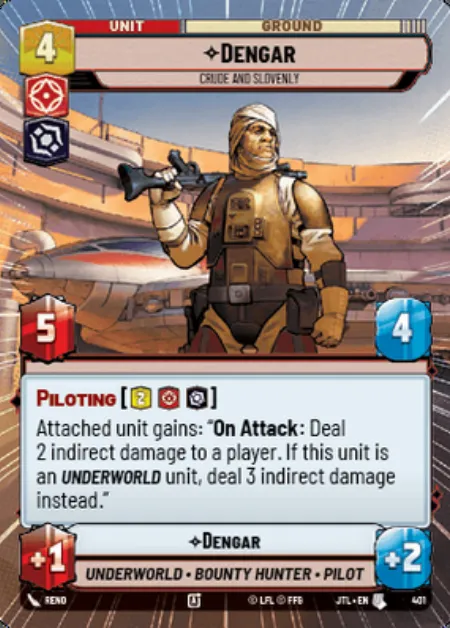 UNIT GROUND
4 DENGAR
CRUDE AND SLOVENLY
5 4
PILOTING [2 ]
Attached unit gains: “On Attack: Deal
2 indirect damage to a player. If this unit is
an UNDERWORLD unit, deal 3 indirect damage
instead.”
DENGAR
+1 +2
UNDERWORLD • BOUNTY HUNTER • PILOT
RENO © LFL © FFG JTL • EN 401